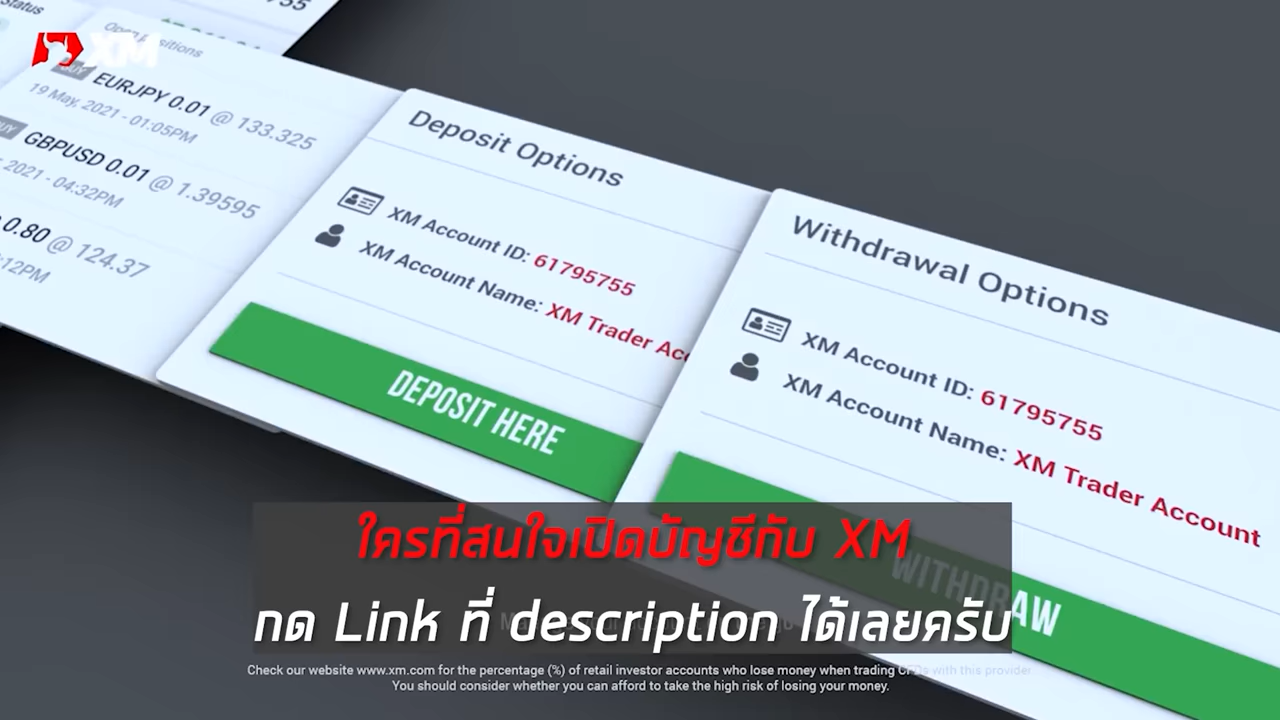 Status
XM
Open Positions
BUY EURJPY 0.01 @ 133.325
19 May, 2021 - 01:05PM
GBPUSD 0.01 @ 1.39595
2021 - 04:32PM
0.80 @ 124.37
12PM
Deposit Options
XM Account ID: 61795755
XM Account Name: XM Trader
DEPOSIT HERE
Withdrawal Options
XM Account ID: 61795755
XM Account Name: XM Trader Account
WITHDRAW
ใครที่สนใจเปิดบัญชีกับ XM
กด Link ที่ description ได้เลยครับ
Check our website www.xm.com for the percentage (%) of retail investor accounts who lose money when trading CFDs with this provider
You should consider whether you can afford to take the high risk of losing your money.